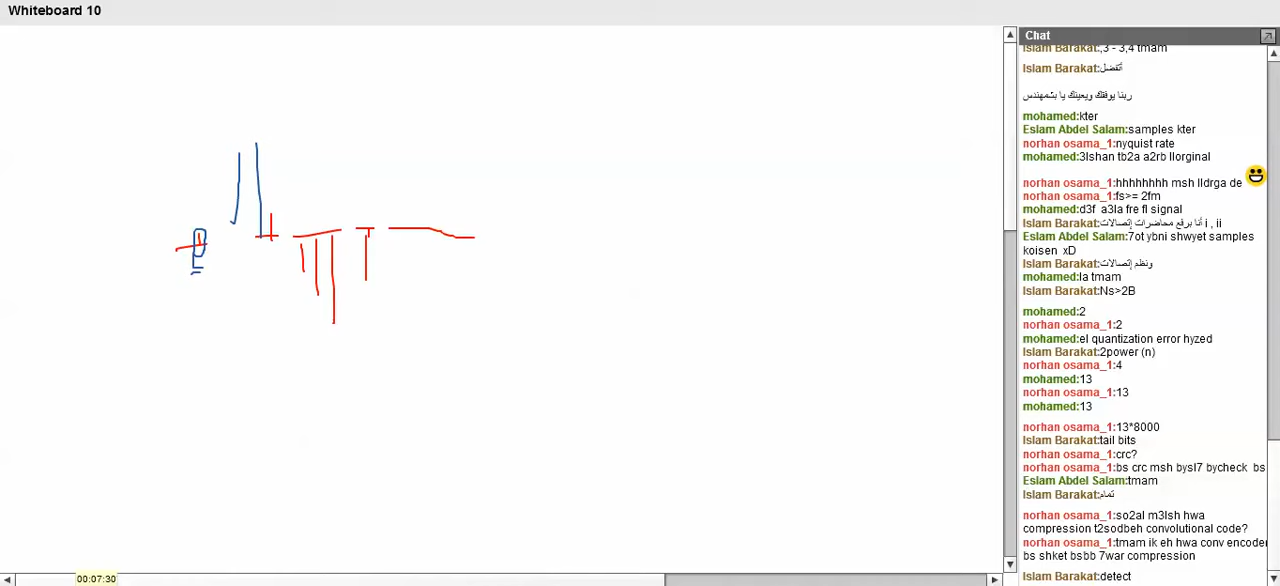 Whiteboard 10
Chat
Islam Barakat:,3 - 3,4 tmam
Islam Barakat:أتفضل
ربنا يوفقك ويعينك يا بشمهندس
mohamed:kter
Eslam Abdel Salam:samples kter
norhan osama_1:nyquist rate
mohamed:3lshan tb2a a2rb llorginal
norhan osama_1:hhhhhhhh msh lldrga de
norhan osama_1:fs>= 2fm
mohamed:d3f a3la fre fl signal
Islam Barakat:أنا برفع محاضرات إتصالات i , ii
Eslam Abdel Salam:7ot ybni shwyet samples
koisen xD
Islam Barakat:ونظم إتصالات
mohamed:la tmam
Islam Barakat:Ns>2B
mohamed:2
norhan osama_1:2
mohamed:el quantization error hyzed
Islam Barakat:2power (n)
norhan osama_1:4
mohamed:13
norhan osama_1:13
mohamed:13
norhan osama_1:13*8000
Islam Barakat:tail bits
norhan osama_1:crc?
norhan osama_1:bs crc msh bysl7 bycheck bs
Eslam Abdel Salam:tmam
Islam Barakat:تمام
norhan osama_1:so2al m3lsh hwa
compression t2sodbeh convolutional code?
norhan osama_1:tmam ik eh hwa conv encoder
bs shket bsbb 7war compression
Islam Barakat:detect
00:07:30